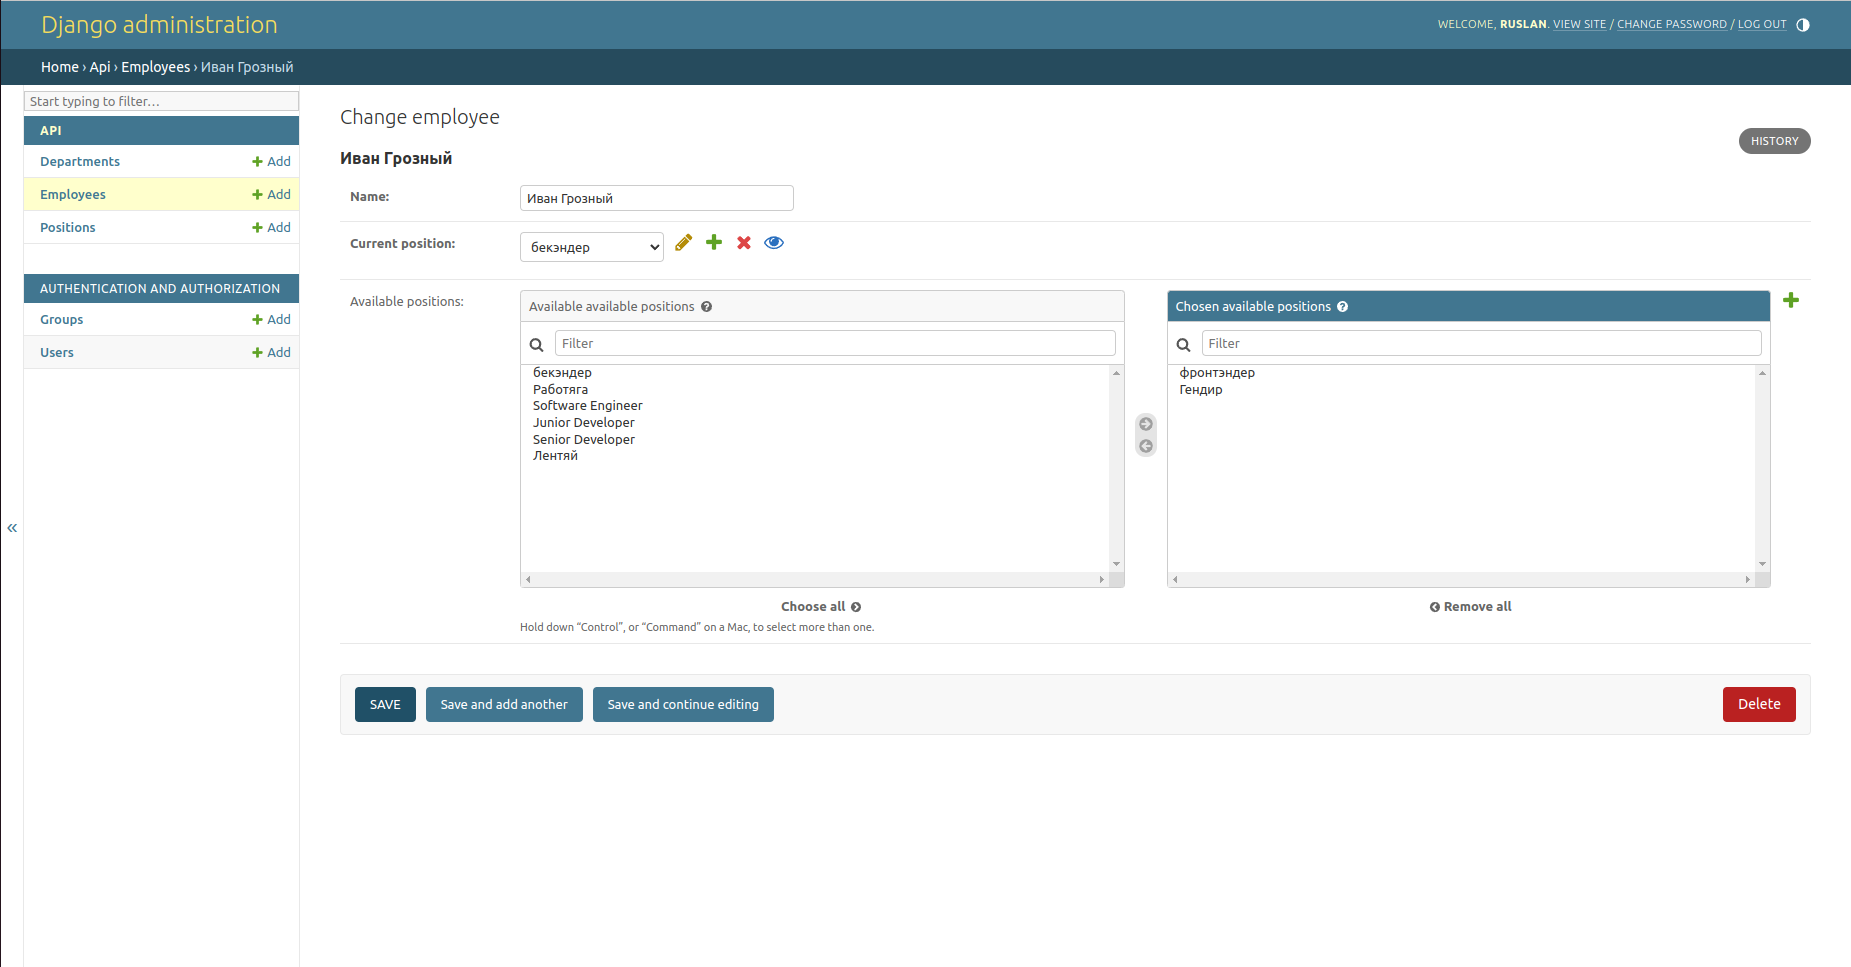 Django administration
WELCOME, RUSLAN. VIEW SITE / CHANGE PASSWORD / LOG OUT
Home › Api › Employees › Иван Грозный
Start typing to filter...
API
Departments
Add
Employees
Add
Positions
Add
AUTHENTICATION AND AUTHORIZATION
Groups
Add
Users
Add
«
Change employee
HISTORY
Иван Грозный
Name:
Иван Грозный
Current position:
бекэндер
Available positions:
Available available positions
Filter
бекэндер
Работяга
Software Engineer
Junior Developer
Senior Developer
Лентяй
Choose all
Hold down “Control”, or “Command” on a Mac, to select more than one.
Chosen available positions
Filter
фронтэндер
Гендир
Remove all
SAVE
Save and add another
Save and continue editing
Delete